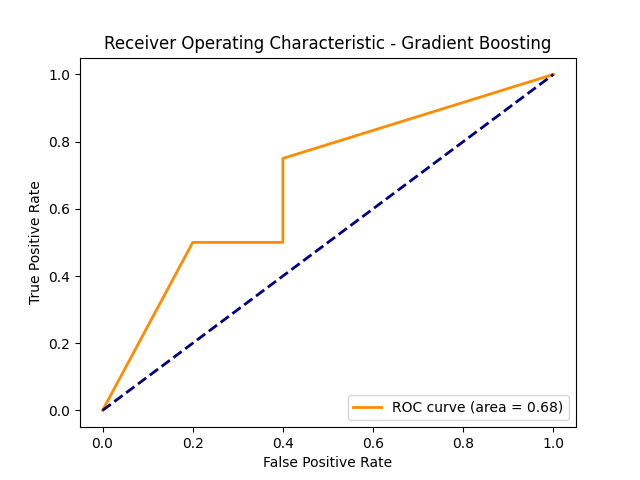 Receiver Operating Characteristic - Gradient Boosting
1.0
0.8
0.6
0.4
0.2
0.0
True Positive Rate
ROC curve (area = 0.68)
0.0 0.2 0.4 0.6 0.8 1.0
False Positive Rate